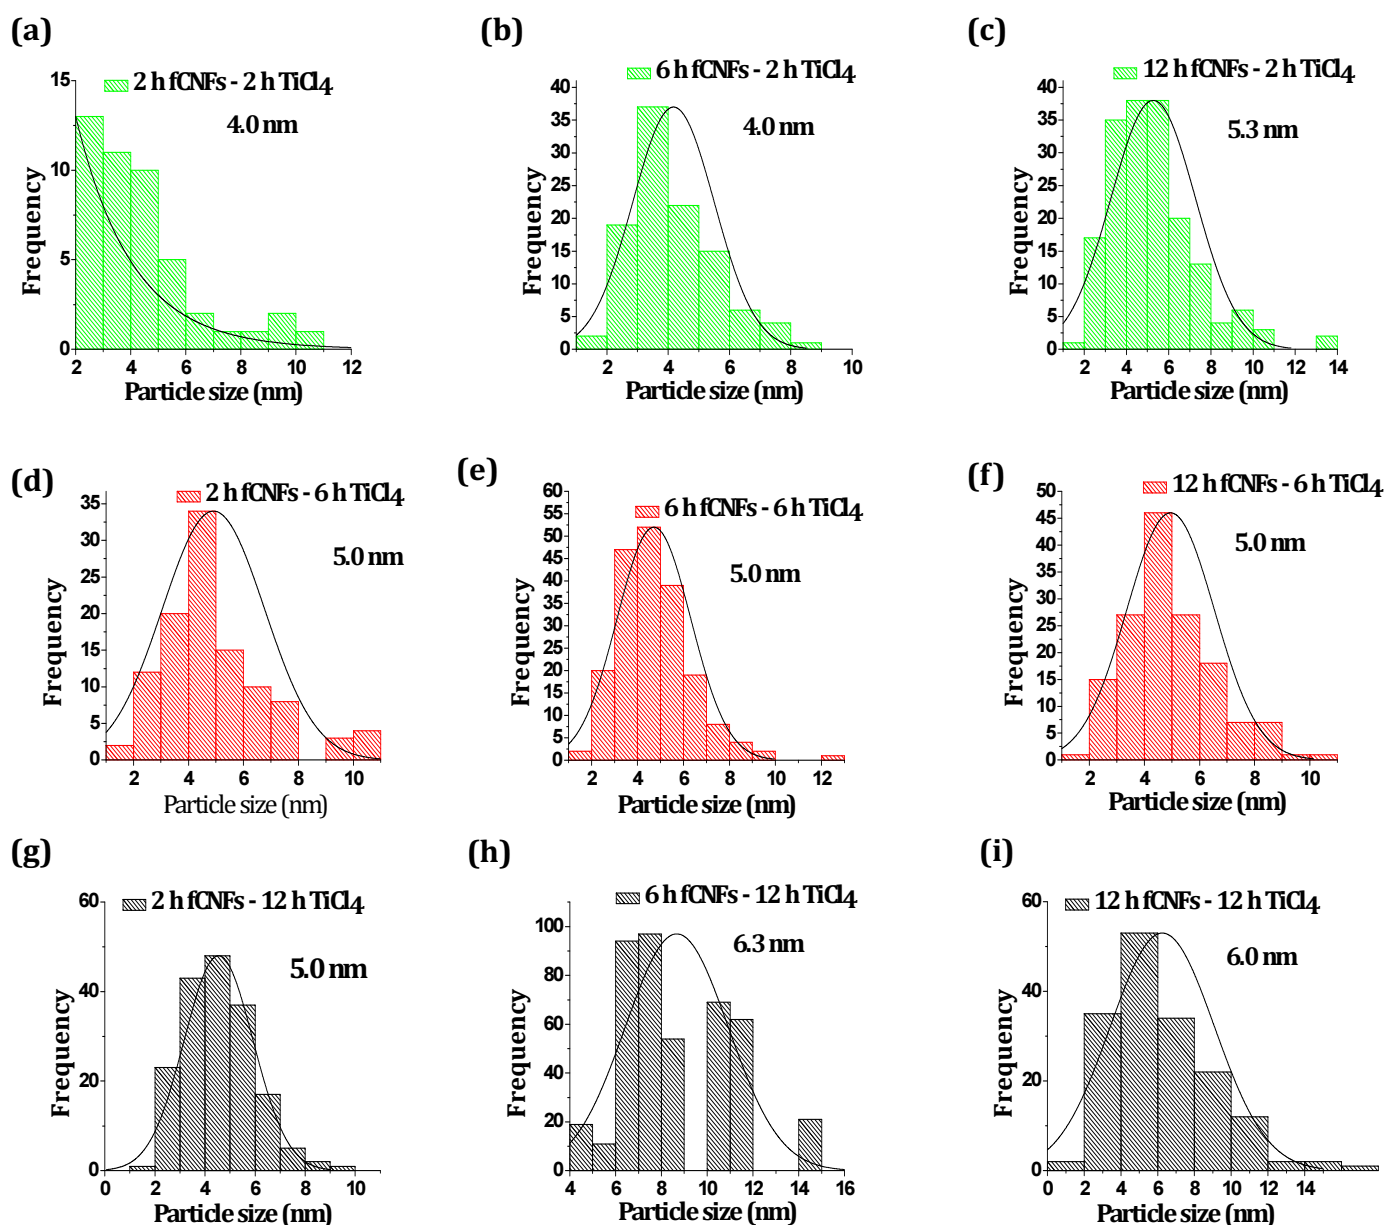 (a)
2 h fCNFs - 2 h TiCl4
4.0 nm
15
10
5
0
Frequency
2 4 6 8 10 12
Particle size (nm)
(b)
6 h fCNFs - 2 h TiCl4
4.0 nm
40
35
30
25
20
15
10
5
0
Frequency
2 4 6 8 10
Particle size (nm)
(c)
12 h fCNFs - 2 h TiCl4
5.3 nm
40
35
30
25
20
15
10
5
0
Frequency
2 4 6 8 10 12 14
Particle size (nm)
(d)
2 h fCNFs - 6 h TiCl4
5.0 nm
35
30
25
20
15
10
5
0
Frequency
2 4 6 8 10
Particle size (nm)
(e)
6 h fCNFs - 6 h TiCl4
5.0 nm
60
55
50
45
40
35
30
25
20
15
10
5
0
Frequency
2 4 6 8 10 12
Particle size (nm)
(f)
12 h fCNFs - 6 h TiCl4
5.0 nm
50
45
40
35
30
25
20
15
10
5
0
Frequency
2 4 6 8 10
Particle size (nm)
(g)
2 h fCNFs - 12 h TiCl4
5.0 nm
60
40
20
0
Frequency
0 2 4 6 8 10
Particle size (nm)
(h)
6 h fCNFs - 12 h TiCl4
6.3 nm
100
80
60
40
20
0
Frequency
4 6 8 10 12 14 16
Particle size (nm)
(i)
12 h fCNFs - 12 h TiCl4
6.0 nm
60
40
20
0
Frequency
0 2 4 6 8 10 12 14
Particle size (nm)